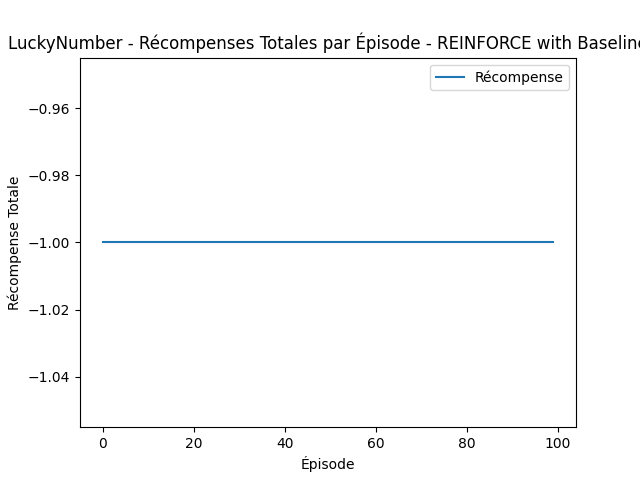 LuckyNumber - Récompenses Totales par Épisode - REINFORCE with Baseline
Récompense
−0.96
−0.98
−1.00
−1.02
−1.04
Récompense Totale
0 20 40 60 80 100
Épisode